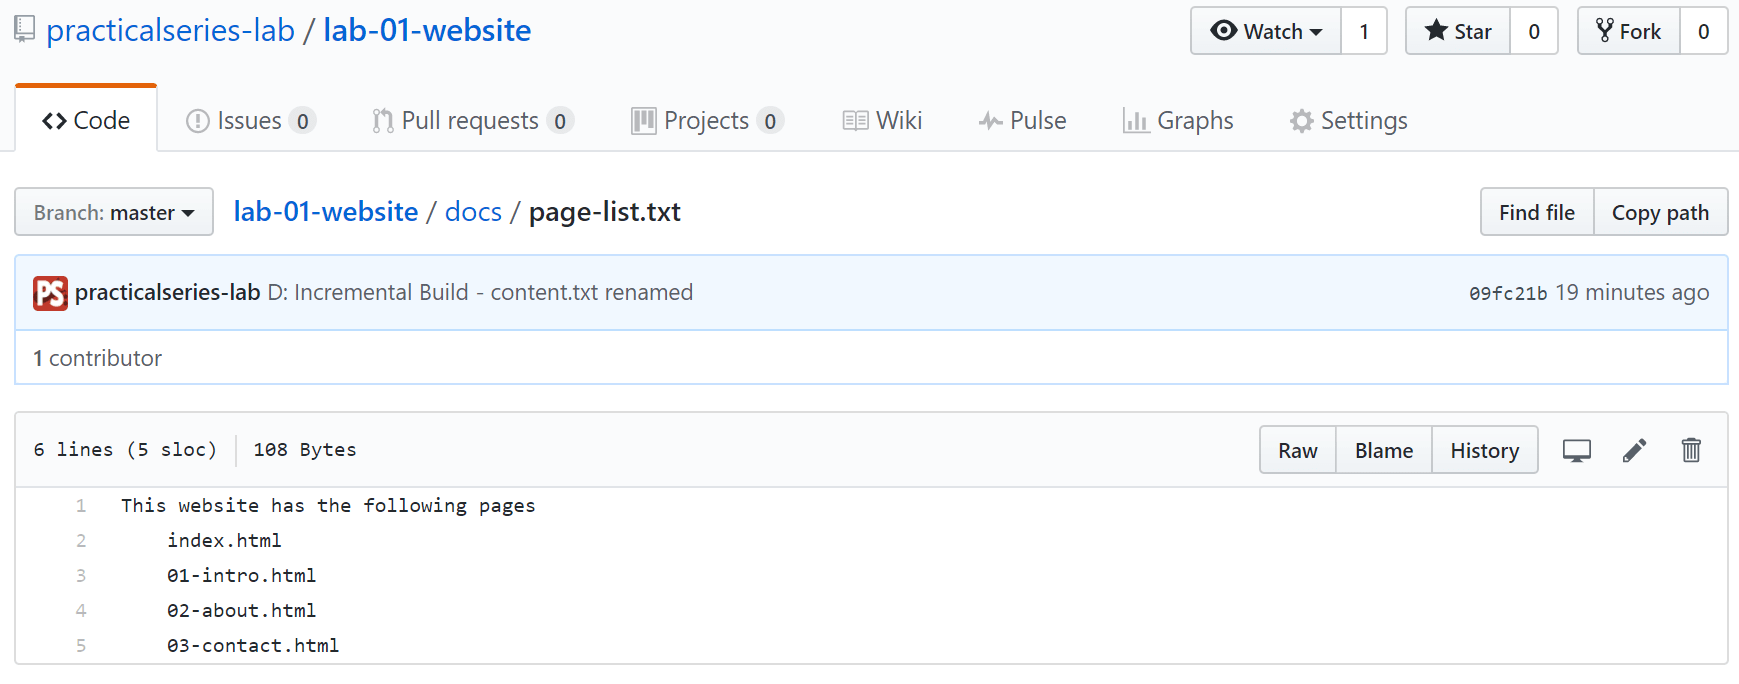 practicalseries-lab / lab-01-website Watch 1 Star 0 Fork 0
Code Issues 0 Pull requests 0 Projects 0 Wiki Pulse Graphs Settings
Branch: master lab-01-website / docs / page-list.txt Find file Copy path
PS practicalseries-lab D: Incremental Build - content.txt renamed 09fc21b 19 minutes ago
1 contributor
6 lines (5 sloc) 108 Bytes Raw Blame History
1 This website has the following pages
2 index.html
3 01-intro.html
4 02-about.html
5 03-contact.html